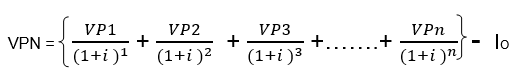 VPN = { VP1/(1+i)^1 + VP2/(1+i)^2 + VP3/(1+i)^3 +.......+ VPn/(1+i)^n } - Io